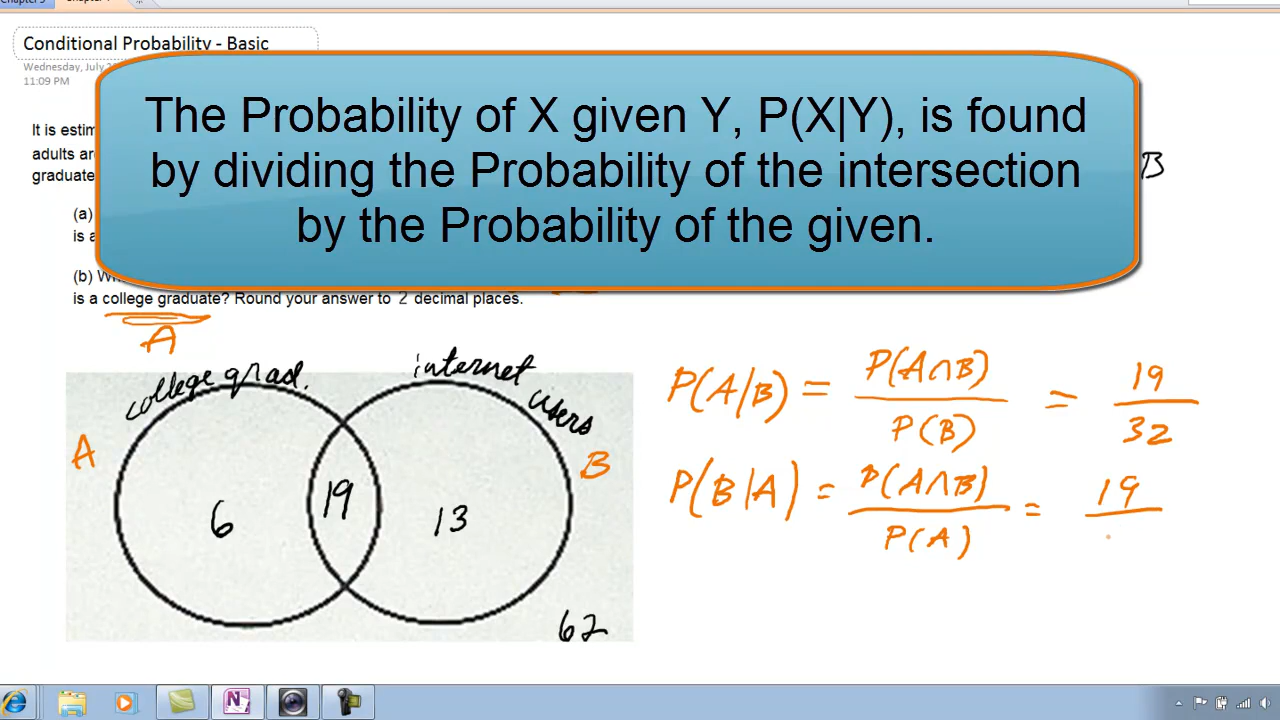 Conditional Probability - Basic
Wednesday, July
11:09 PM
The Probability of X given Y, P(X|Y), is found
by dividing the Probability of the intersection
by the Probability of the given.
It is estim
adults ar
graduate
B
(a)
is a
(b) W
is a college graduate? Round your answer to 2 decimal places.
A
college grad.
internet
users
A
B
6
19
13
62
P(A|B) = P(A∩B) / P(B) = 19 / 32
P(B|A) = P(A∩B) / P(A) = 19